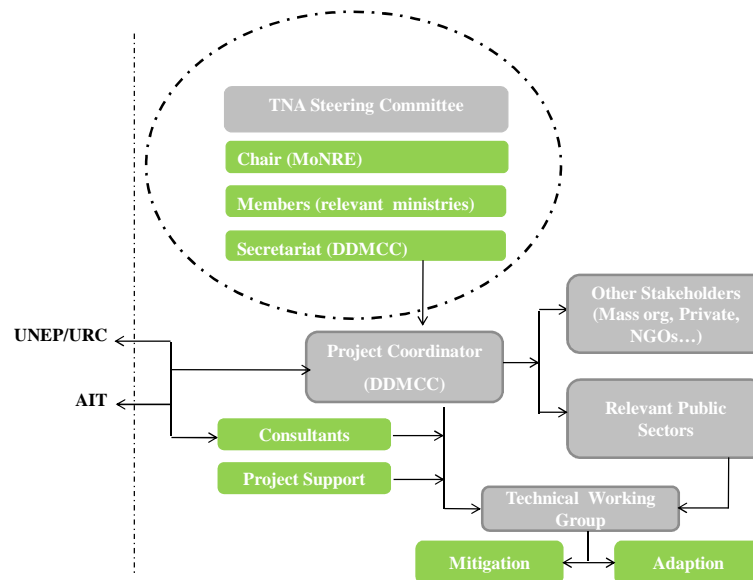 TNA Steering Committee
Chair (MoNRE)
Members (relevant ministries)
Secretariat (DDMCC)
Other Stakeholders
(Mass org, Private,
NGOs…)
UNEP/URC
Project Coordinator
(DDMCC)
AIT
Relevant Public
Sectors
Consultants
Project Support
Technical Working
Group
Mitigation
Adaption